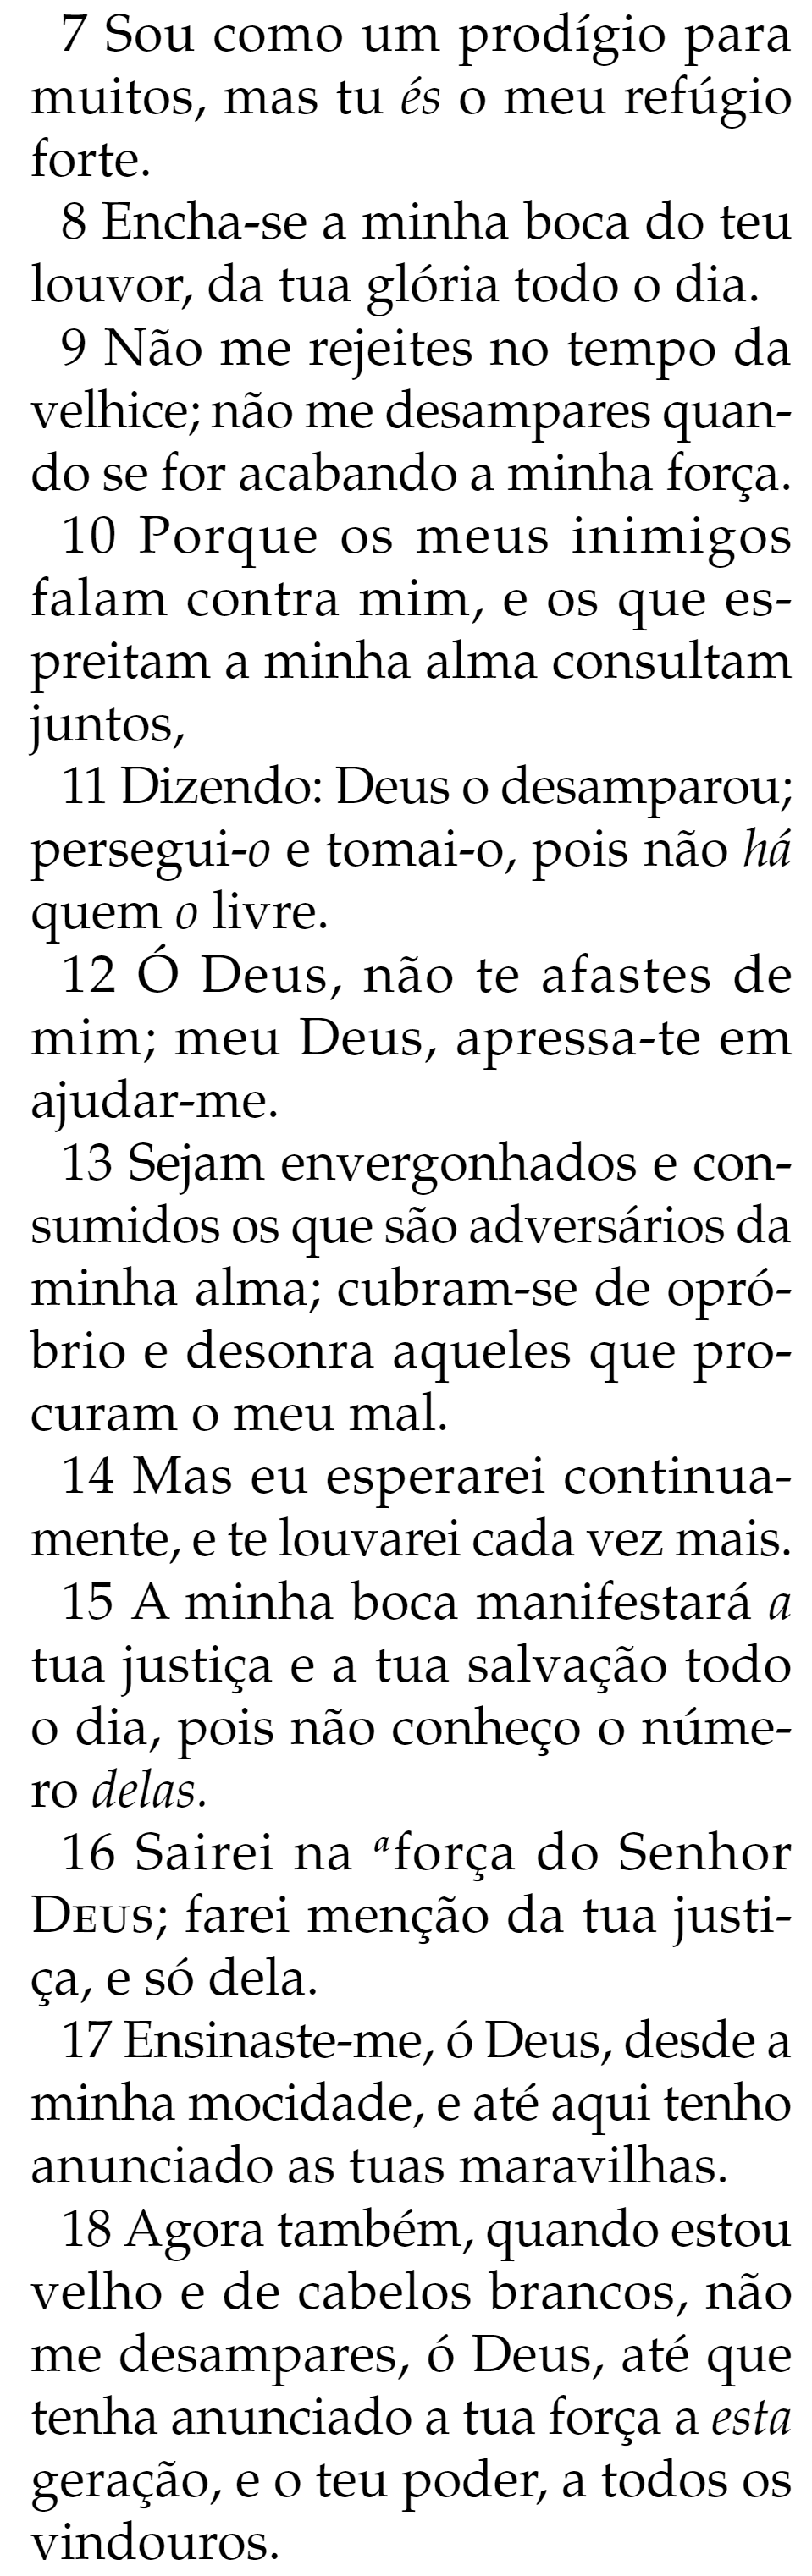 7 Sou como um prodígio para
muitos, mas tu és o meu refúgio
forte.
8 Encha-se a minha boca do teu
louvor, da tua glória todo o dia.
9 Não me rejeites no tempo da
velhice; não me desampares quan-
do se for acabando a minha força.
10 Porque os meus inimigos
falam contra mim, e os que es-
preitam a minha alma consultam
juntos,
11 Dizendo: Deus o desamparou;
persegui-o e tomai-o, pois não há
quem o livre.
12 Ó Deus, não te afastes de
mim; meu Deus, apressa-te em
ajudar-me.
13 Sejam envergonhados e con-
sumidos os que são adversários da
minha alma; cubram-se de opró-
brio e desonra aqueles que pro-
curam o meu mal.
14 Mas eu esperarei continua-
mente, e te louvarei cada vez mais.
15 A minha boca manifestará a
tua justiça e a tua salvação todo
o dia, pois não conheço o núme-
ro delas.
16 Sairei na ᵃforça do Senhor
DEUS; farei menção da tua justi-
ça, e só dela.
17 Ensinaste-me, ó Deus, desde a
minha mocidade, e até aqui tenho
anunciado as tuas maravilhas.
18 Agora também, quando estou
velho e de cabelos brancos, não
me desampares, ó Deus, até que
tenha anunciado a tua força a esta
geração, e o teu poder, a todos os
vindouros.